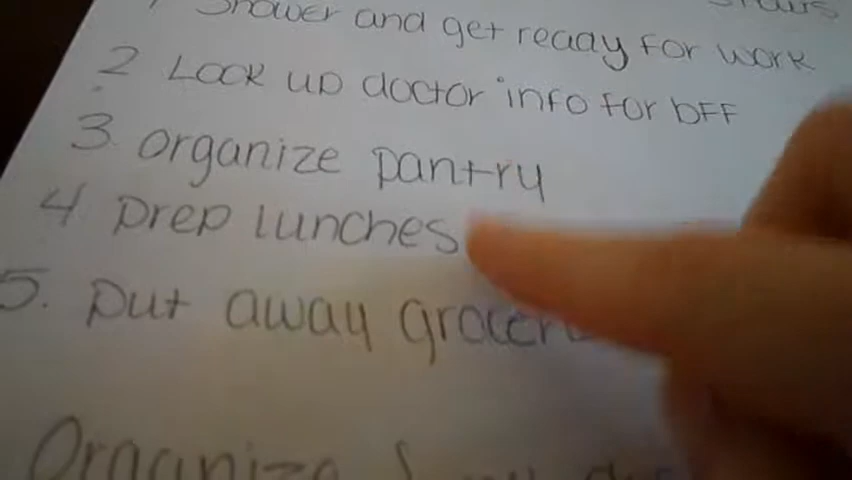 Shower and get ready for work
2 Look up doctor info for bff
3. organize pantry
4 prep lunches
5. put away
Organize